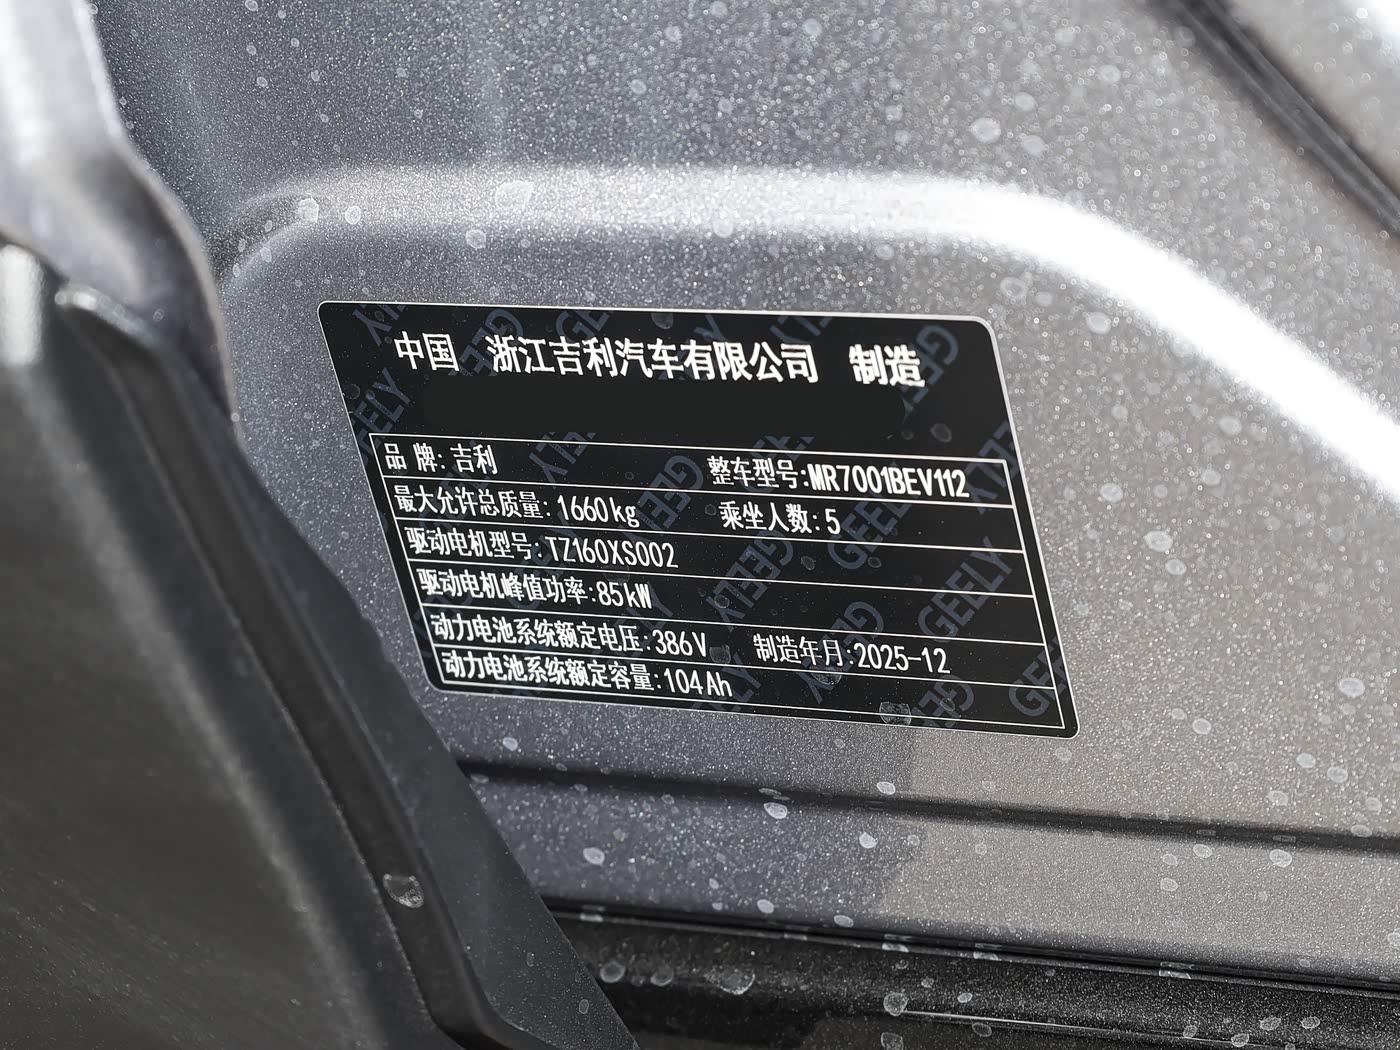 中国 浙江吉利汽车有限公司 制造
品牌:吉利 整车型号:MR7001BEV112
最大允许总质量:1660kg 乘坐人数:5
驱动电机型号:TZ160XS002
驱动电机峰值功率:85kW
动力电池系统额定电压:386V 制造年月:2025-12
动力电池系统额定容量:104Ah
GEELY